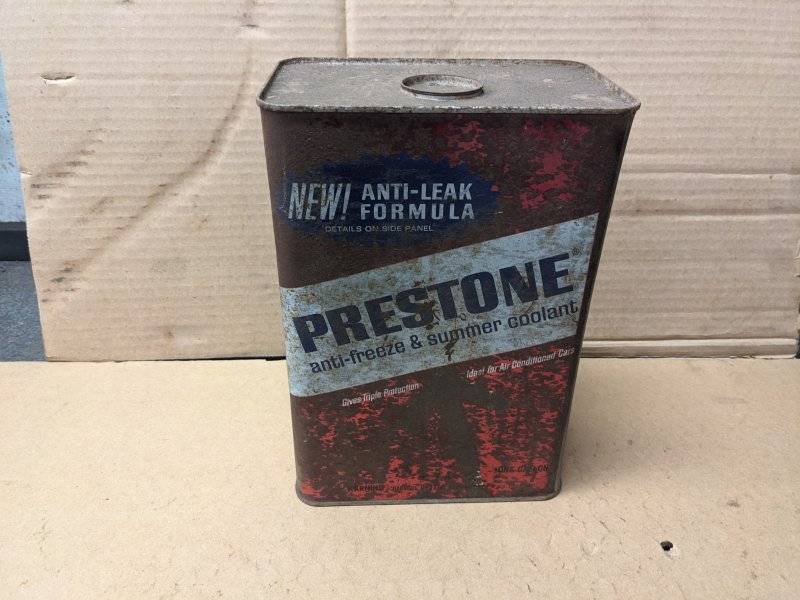 NEW! ANTI-LEAK
FORMULA
DETAILS ON SIDE PANEL
PRESTONE®
anti-freeze & summer coolant
Ideal for Air Conditioned Cars
Gives Triple Protection
ONE GALLON
WARNING: